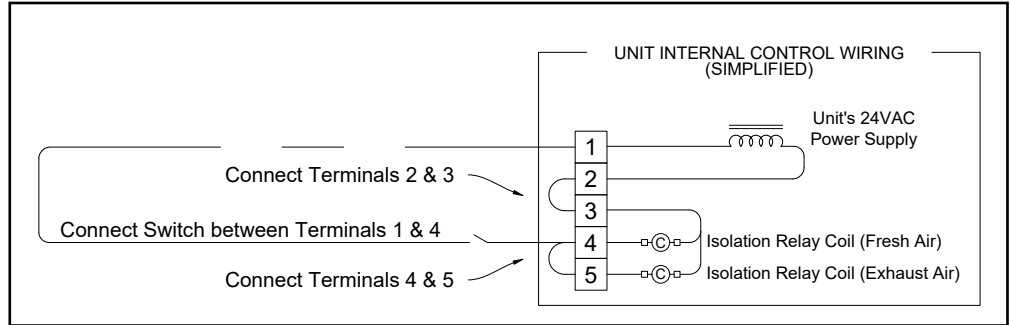 UNIT INTERNAL CONTROL WIRING
(SIMPLIFIED)
Unit's 24VAC
Power Supply
1
Connect Terminals 2 & 3
2
3
Connect Switch between Terminals 1 & 4
4
Isolation Relay Coil (Fresh Air)
C
Connect Terminals 4 & 5
5
Isolation Relay Coil (Exhaust Air)
C